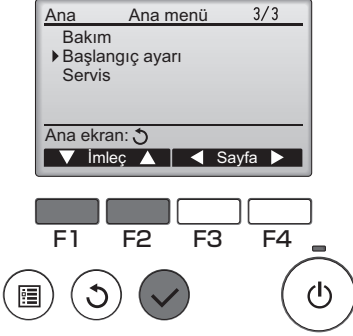 Ana Ana menü 3/3
Bakım
Başlangıç ayarı
Servis
Ana ekran:
İmleç Sayfa
F1 F2 F3 F4